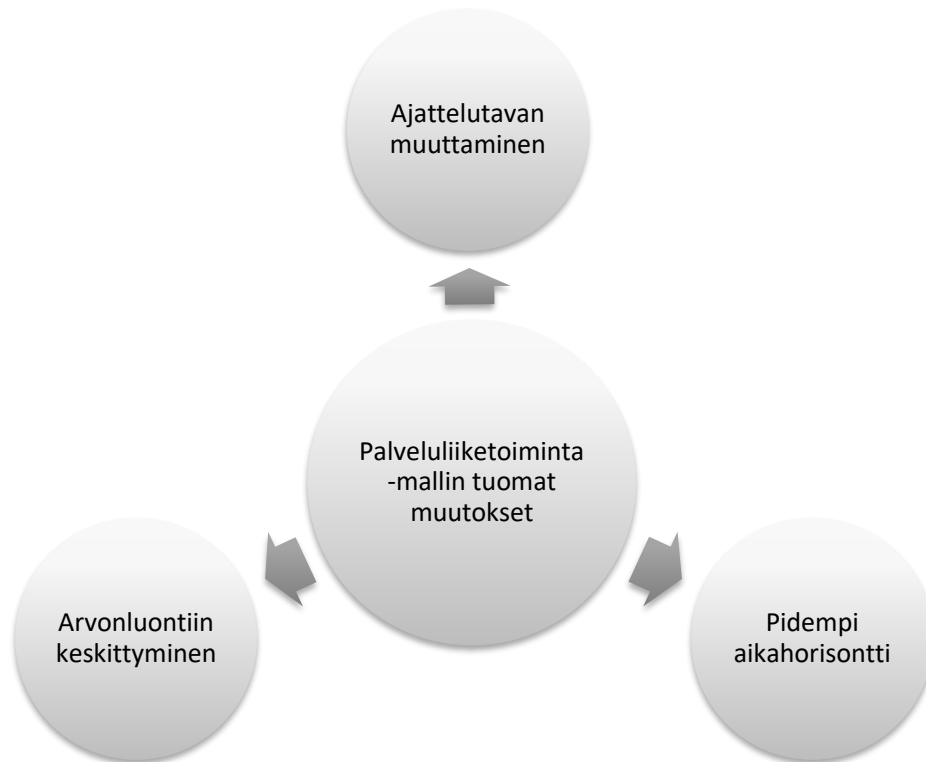 Ajattelutavan
muuttaminen
Palveluliiketoiminta
-mallin tuomat
muutokset
Arvonluontiin
keskittyminen
Pidempi
aikahorisontti